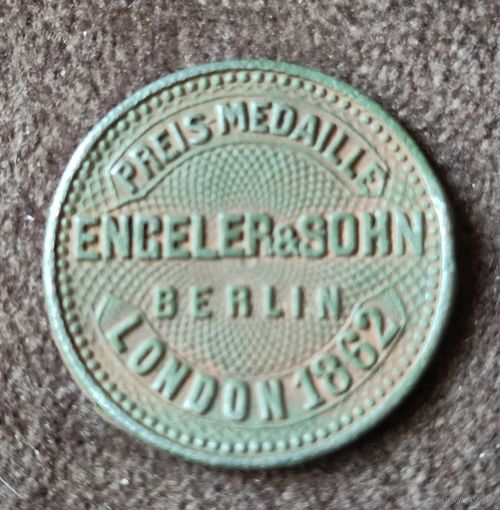 PREIS MEDAILLE
ENGELER & SOHN
BERLIN
LONDON 1862